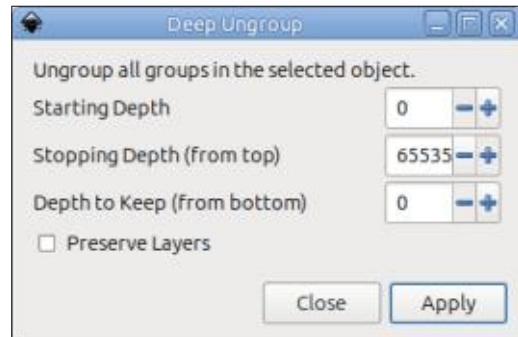 Deep Ungroup
Ungroup all groups in the selected object.
Starting Depth 0
Stopping Depth (from top) 65535
Depth to Keep (from bottom) 0
Preserve Layers
Close Apply